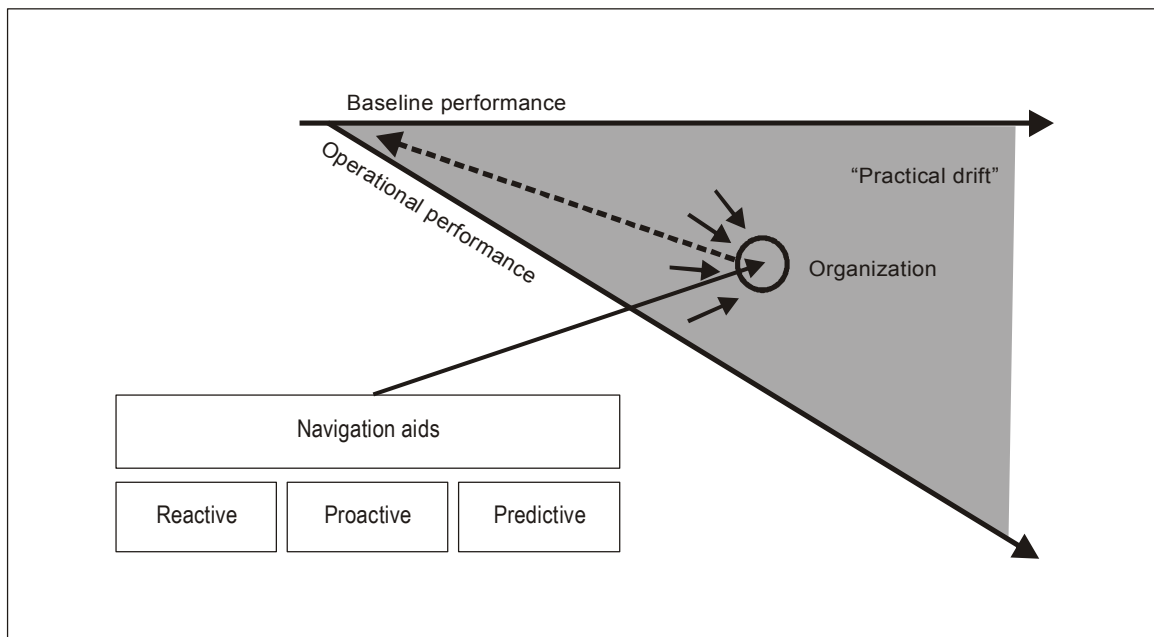 Baseline performance
Operational performance
“Practical drift”
Organization
Navigation aids
Reactive
Proactive
Predictive